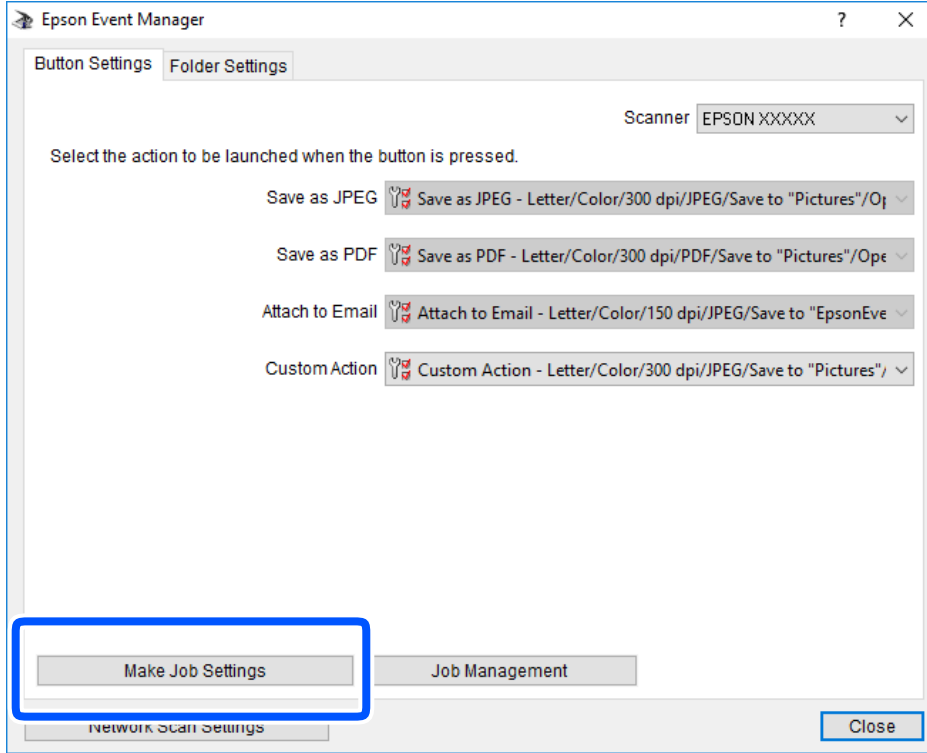 Epson Event Manager
Button Settings Folder Settings
Scanner EPSON XXXXX
Select the action to be launched when the button is pressed.
Save as JPEG Save as JPEG - Letter/Color/300 dpi/JPEG/Save to "Pictures"/Op
Save as PDF Save as PDF - Letter/Color/300 dpi/PDF/Save to "Pictures"/Ope
Attach to Email Attach to Email - Letter/Color/150 dpi/JPEG/Save to "EpsonEve
Custom Action Custom Action - Letter/Color/300 dpi/JPEG/Save to "Pictures"/
Make Job Settings Job Management
Network Scan Settings Close